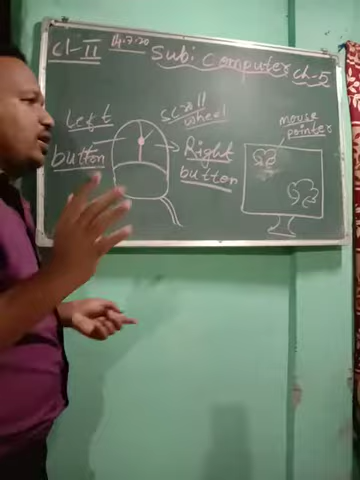 Cl-II 14.7.20 Sub: Computer
Ch-5
Left
button
Scroll
wheel
Right
button
mouse
pointer